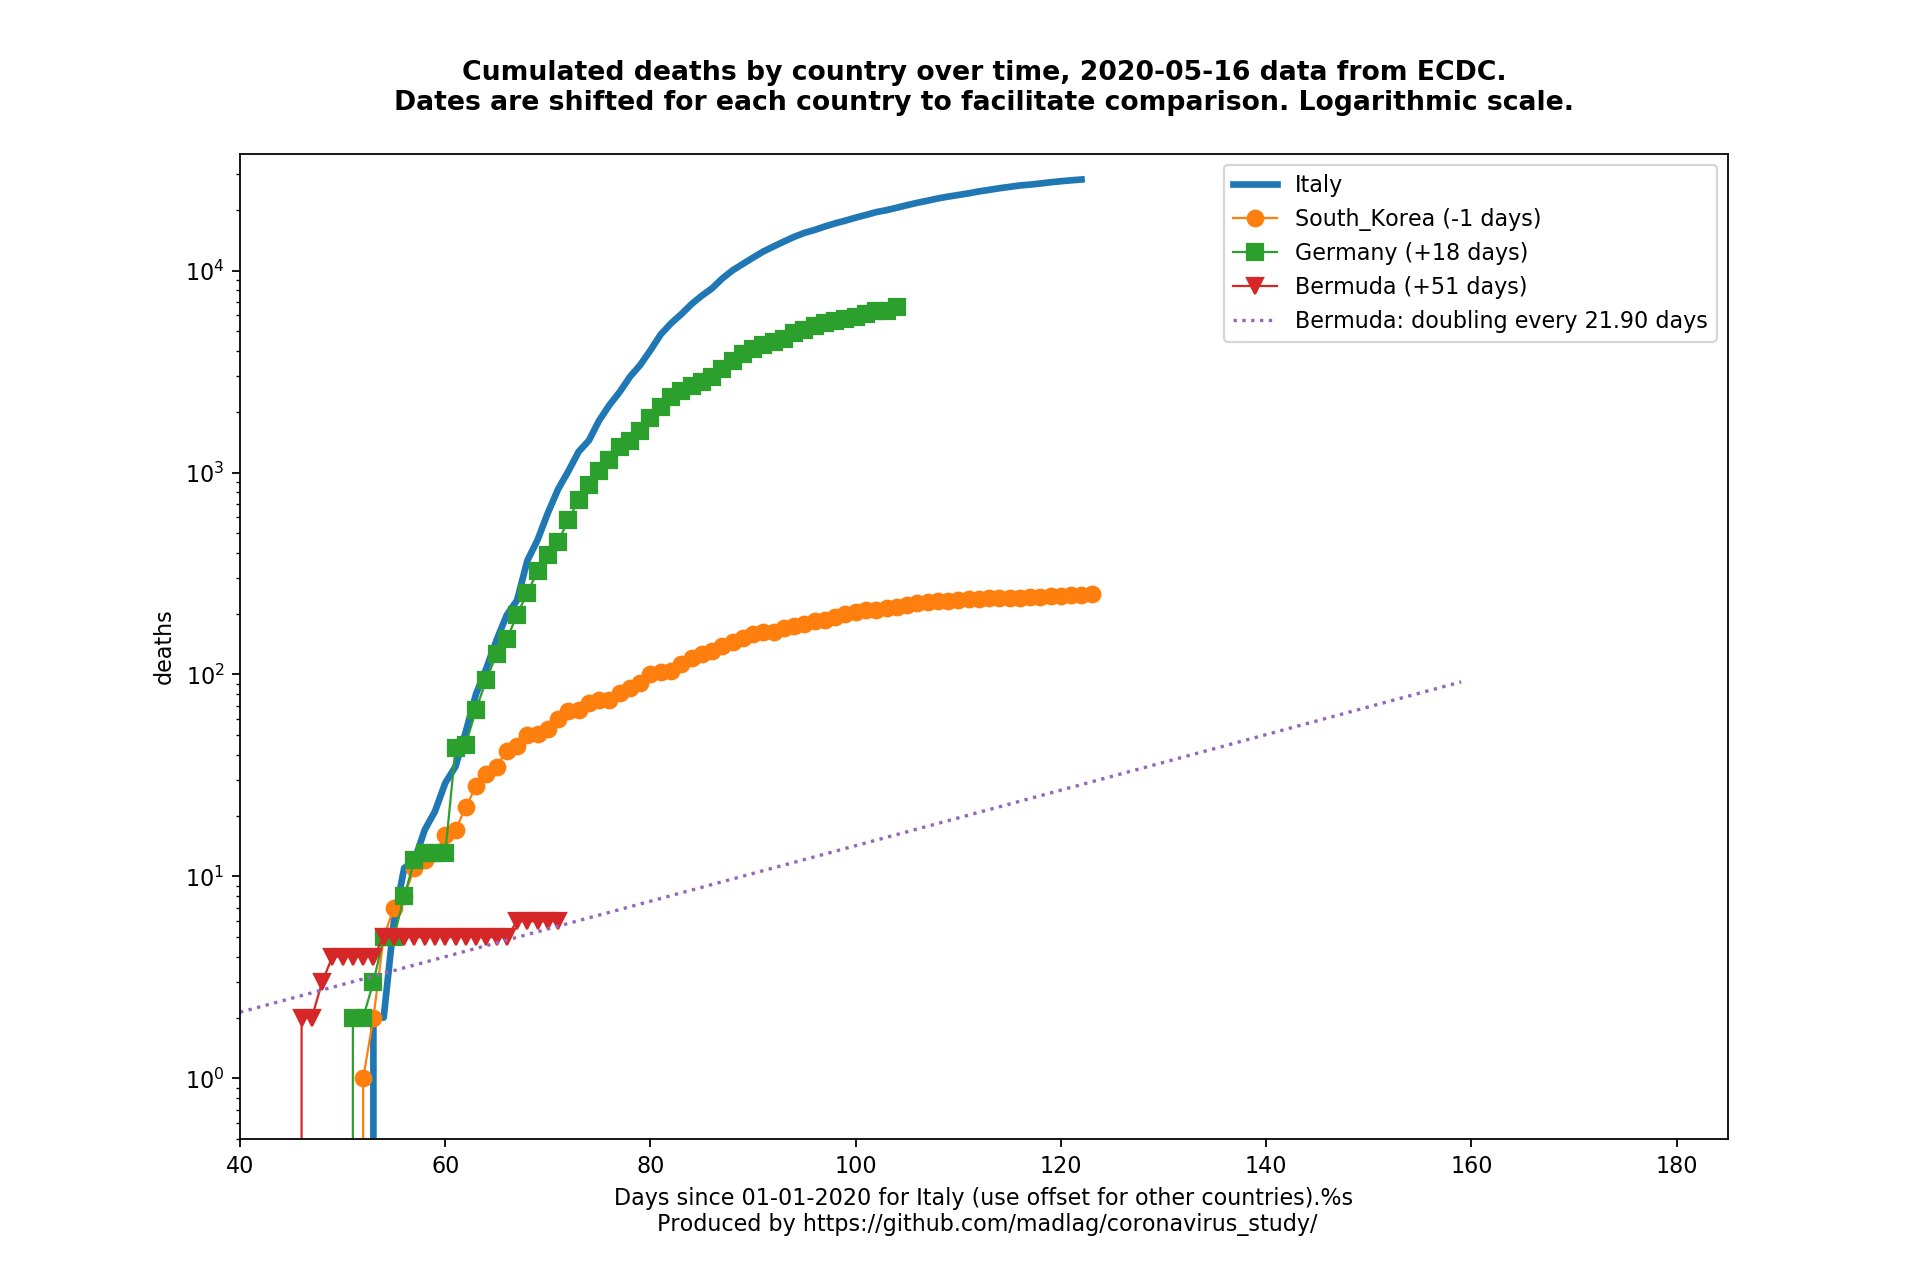 Cumulated deaths by country over time, 2020-05-16 data from ECDC.
Dates are shifted for each country to facilitate comparison. Logarithmic scale.
Italy
South_Korea (-1 days)
Germany (+18 days)
Bermuda (+51 days)
Bermuda: doubling every 21.90 days
deaths
10⁴
10³
10²
10¹
10⁰
40 60 80 100 120 140 160 180
Days since 01-01-2020 for Italy (use offset for other countries).%s
Produced by https://github.com/madlag/coronavirus_study/